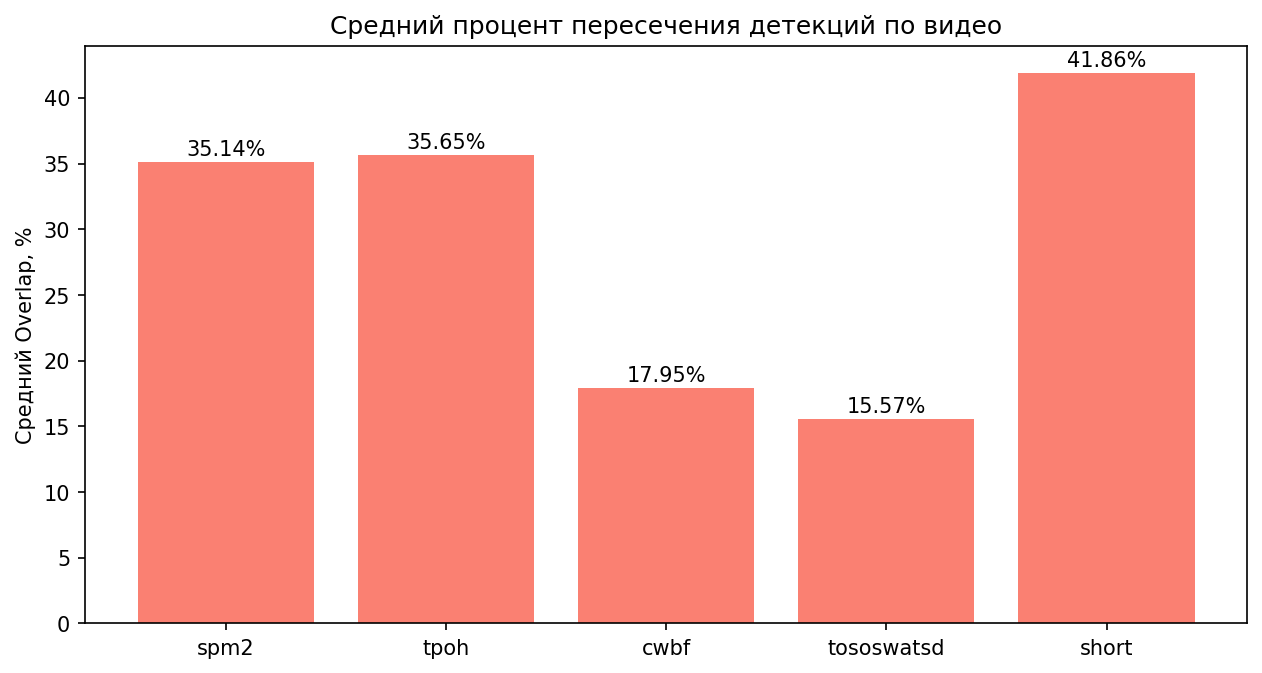 Средний процент пересечения детекций по видео
Средний Overlap, %
40
35
30
25
20
15
10
5
0
35.14%
35.65%
17.95%
15.57%
41.86%
spm2
tpoh
cwbf
tososwatsd
short